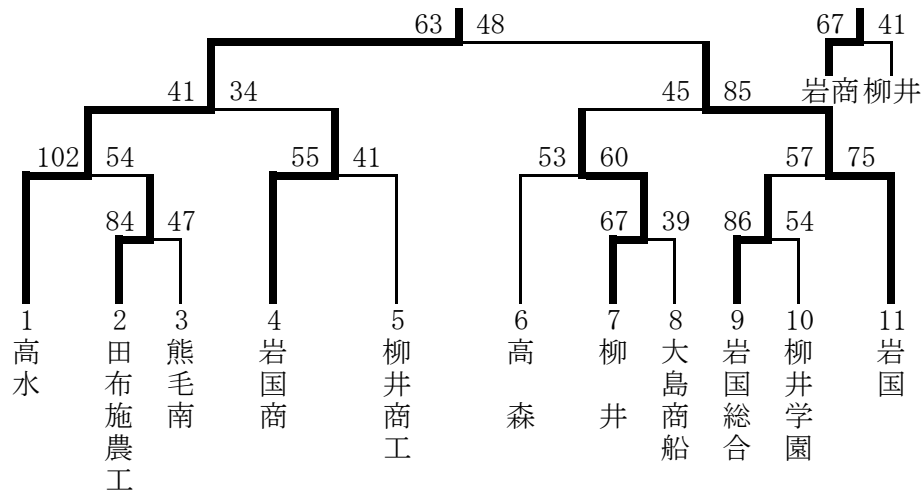 63 48
67 41
岩商 柳井
41 34
45 85
102 54
55 41
53 60
57 75
84 47
67 39
86 54
1 2 3 4 5 6 7 8 9 10 11
高水
田布施農工
熊毛南
岩国商
柳井商工
高森
柳井
大島商船
岩国総合
柳井学園
岩国